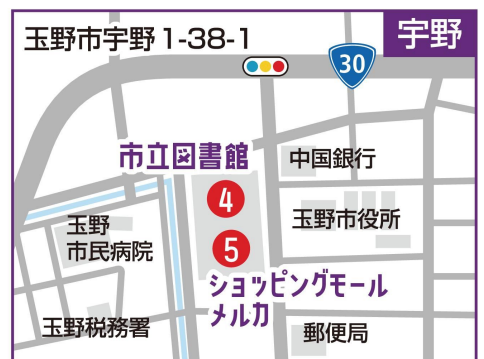 玉野市宇野1-38-1
宇野
30
市立図書館
中国銀行
4
玉野
市民病院
玉野市役所
5
ショッピングモール
メルカ
玉野税務署
郵便局